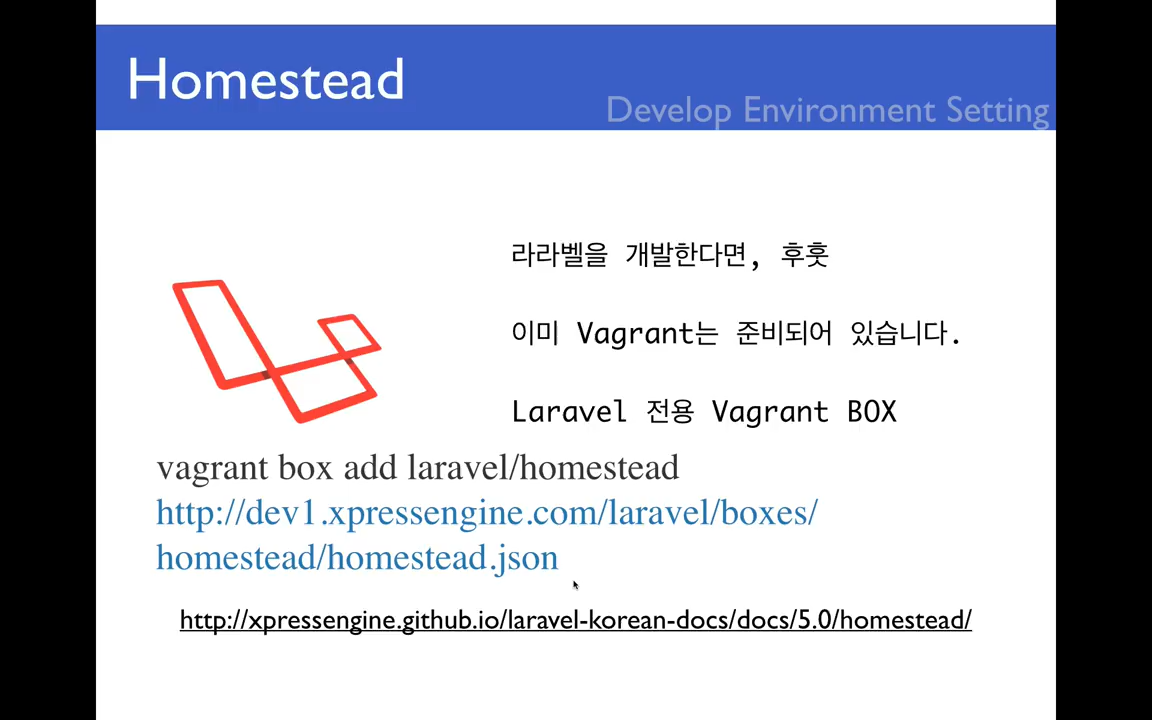 Homestead
Develop Environment Setting
라라벨을 개발한다면, 후훗
이미 Vagrant는 준비되어 있습니다.
Laravel 전용 Vagrant BOX
vagrant box add laravel/homestead
http://dev1.xpressengine.com/laravel/boxes/
homestead/homestead.json
http://xpressengine.github.io/laravel-korean-docs/docs/5.0/homestead/